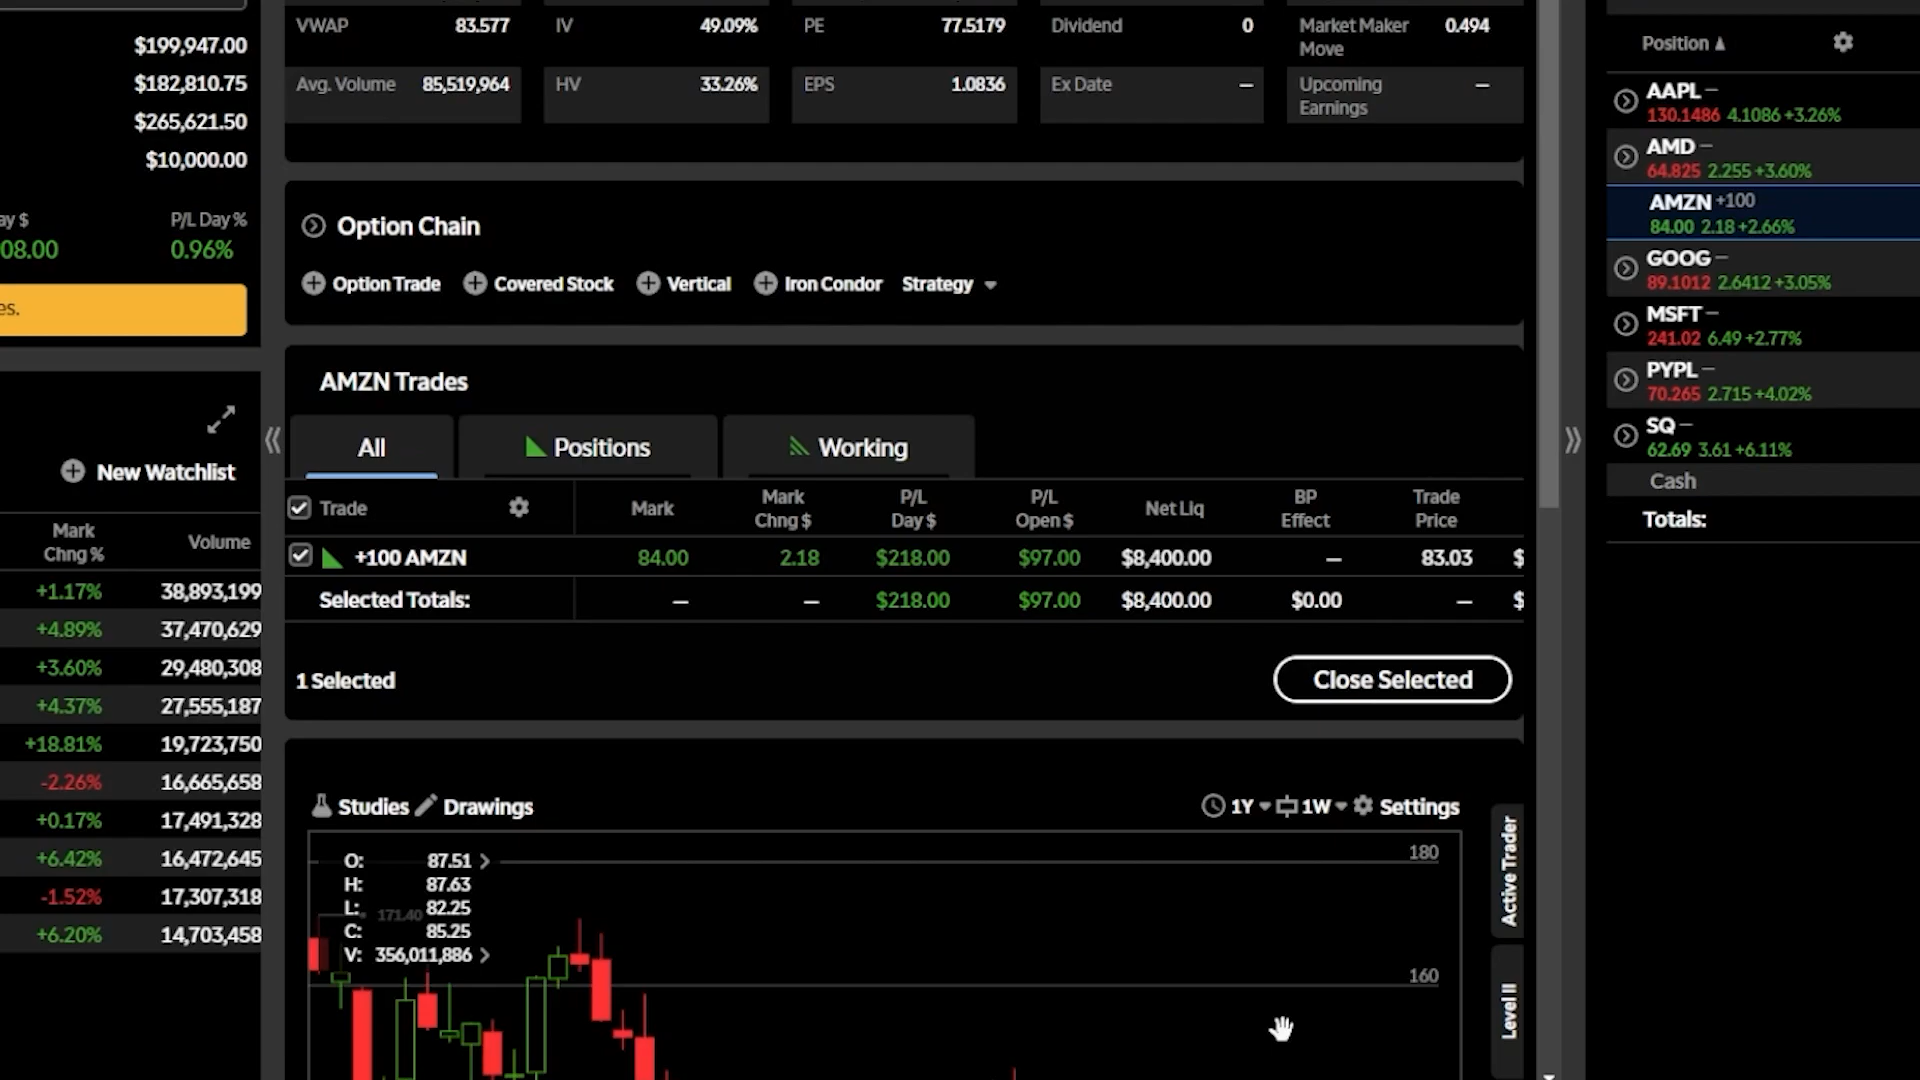 $199,947.00
$182,810.75
$265,621.50
$10,000.00
ay $ P/L Day %
08.00 0.96%
es.
New Watchlist
Mark Chng % Volume
+1.17% 38,893,199
+4.89% 37,470,629
+3.60% 29,480,308
+4.37% 27,555,187
+18.81% 19,723,750
-2.26% 16,665,658
+0.17% 17,491,328
+6.42% 16,472,645
-1.52% 17,307,318
+6.20% 14,703,458
VWAP 83.577 IV 49.09% PE 77.5179 Dividend 0 Market Maker Move 0.494
Avg. Volume 85,519,964 HV 33.26% EPS 1.0836 Ex Date — Upcoming Earnings —
Option Chain
Option Trade Covered Stock Vertical Iron Condor Strategy
AMZN Trades
All Positions Working
Trade Mark Mark Chng $ P/L Day $ P/L Open $ Net Liq BP Effect Trade Price
+100 AMZN 84.00 2.18 $218.00 $97.00 $8,400.00 — 83.03 $
Selected Totals: — — $218.00 $97.00 $8,400.00 $0.00 — $
1 Selected Close Selected
Studies Drawings 1Y 1W Settings
O: 87.51
H: 87.63
L: 82.25
C: 85.25
V: 356,011,886
171.40
180
160
Active Trader
Level II
Position
AAPL —
130.1486 4.1086 +3.26%
AMD —
64.825 2.255 +3.60%
AMZN +100
84.00 2.18 +2.66%
GOOG —
89.1012 2.6412 +3.05%
MSFT —
241.02 6.49 +2.77%
PYPL —
70.265 2.715 +4.02%
SQ —
62.69 3.61 +6.11%
Cash
Totals: